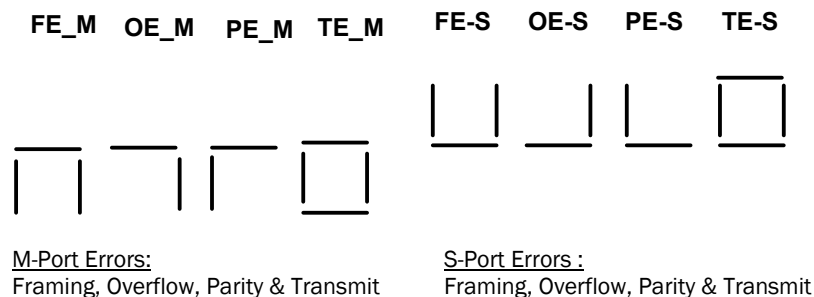 FE_M OE_M PE_M TE_M
FE-S OE-S PE-S TE-S
M-Port Errors:
Framing, Overflow, Parity & Transmit
S-Port Errors :
Framing, Overflow, Parity & Transmit